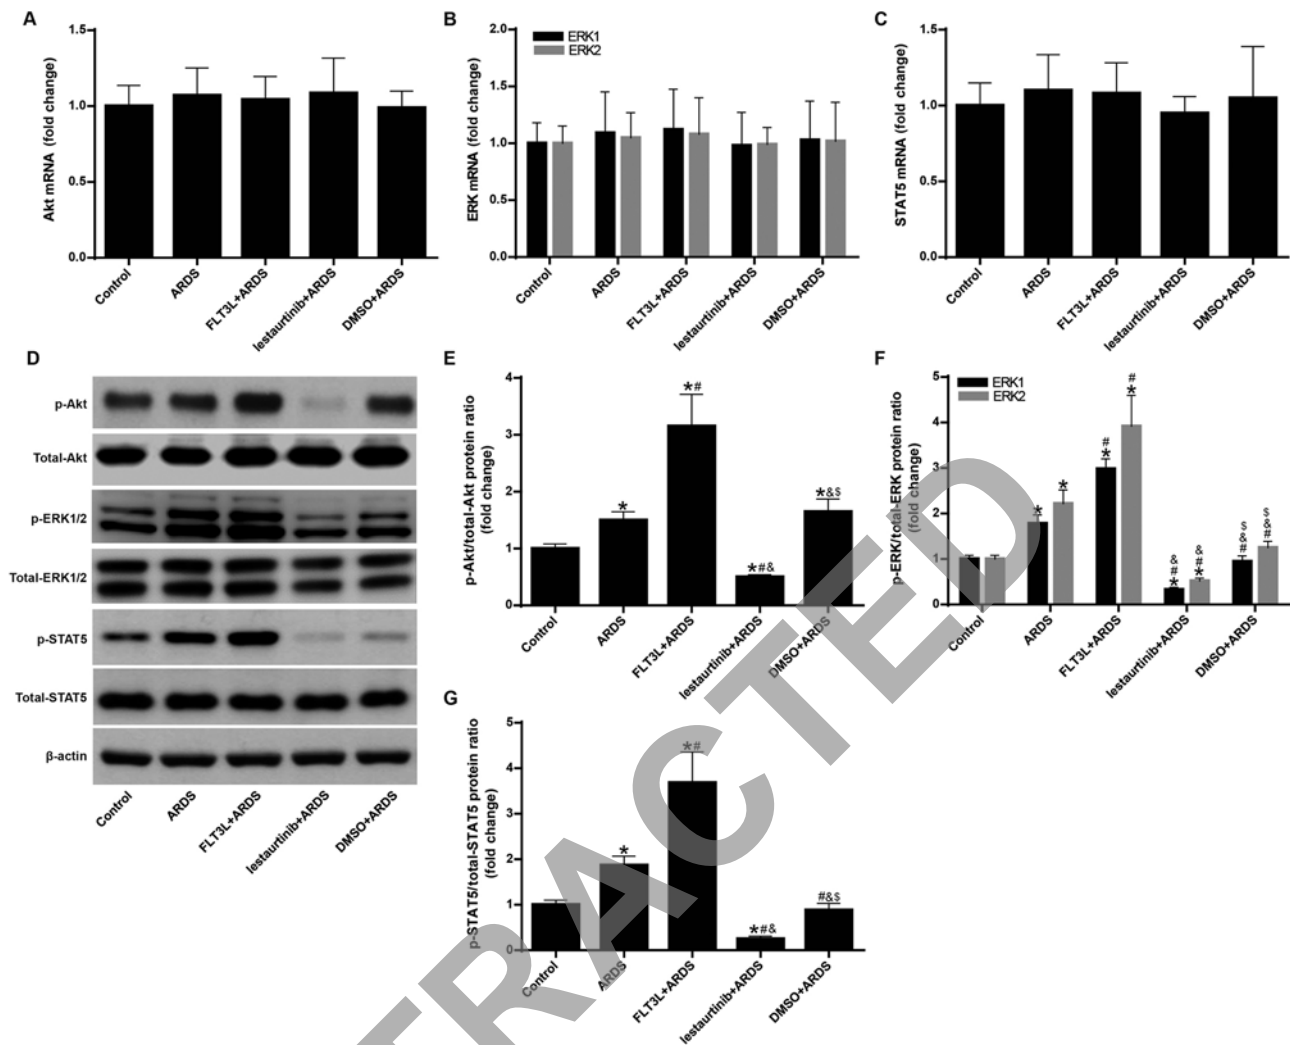 A
Akt mRNA (fold change)
1.5
1.0
0.5
0.0
Control
ARDS
FLT3L+ARDS
lestaurtinib+ARDS
DMSO+ARDS
B
ERK mRNA (fold change)
2.0
1.5
1.0
0.5
0.0
ERK1
ERK2
Control
ARDS
FLT3L+ARDS
lestaurtinib+ARDS
DMSO+ARDS
C
STAT5 mRNA (fold change)
1.5
1.0
0.5
0.0
Control
ARDS
FLT3L+ARDS
lestaurtinib+ARDS
DMSO+ARDS
D
p-Akt
Total-Akt
p-ERK1/2
Total-ERK1/2
p-STAT5
Total-STAT5
β-actin
Control
ARDS
FLT3L+ARDS
lestaurtinib+ARDS
DMSO+ARDS
E
p-Akt/total-Akt protein ratio
(fold change)
4
3
2
1
0
*
*#
*#&
*&$
Control
ARDS
FLT3L+ARDS
lestaurtinib+ARDS
DMSO+ARDS
F
p-ERK/total-ERK protein ratio
(fold change)
5
4
3
2
1
0
ERK1
ERK2
*
*
#
*
#
*
&
#
*
&
#
*
$
&
#
$
&
#
Control
ARDS
FLT3L+ARDS
lestaurtinib+ARDS
DMSO+ARDS
G
p-STAT5/total-STAT5 protein ratio
(fold change)
5
4
3
2
1
0
*
*#
*#&
#&$
Control
ARDS
FLT3L+ARDS
lestaurtinib+ARDS
DMSO+ARDS
TRACTED